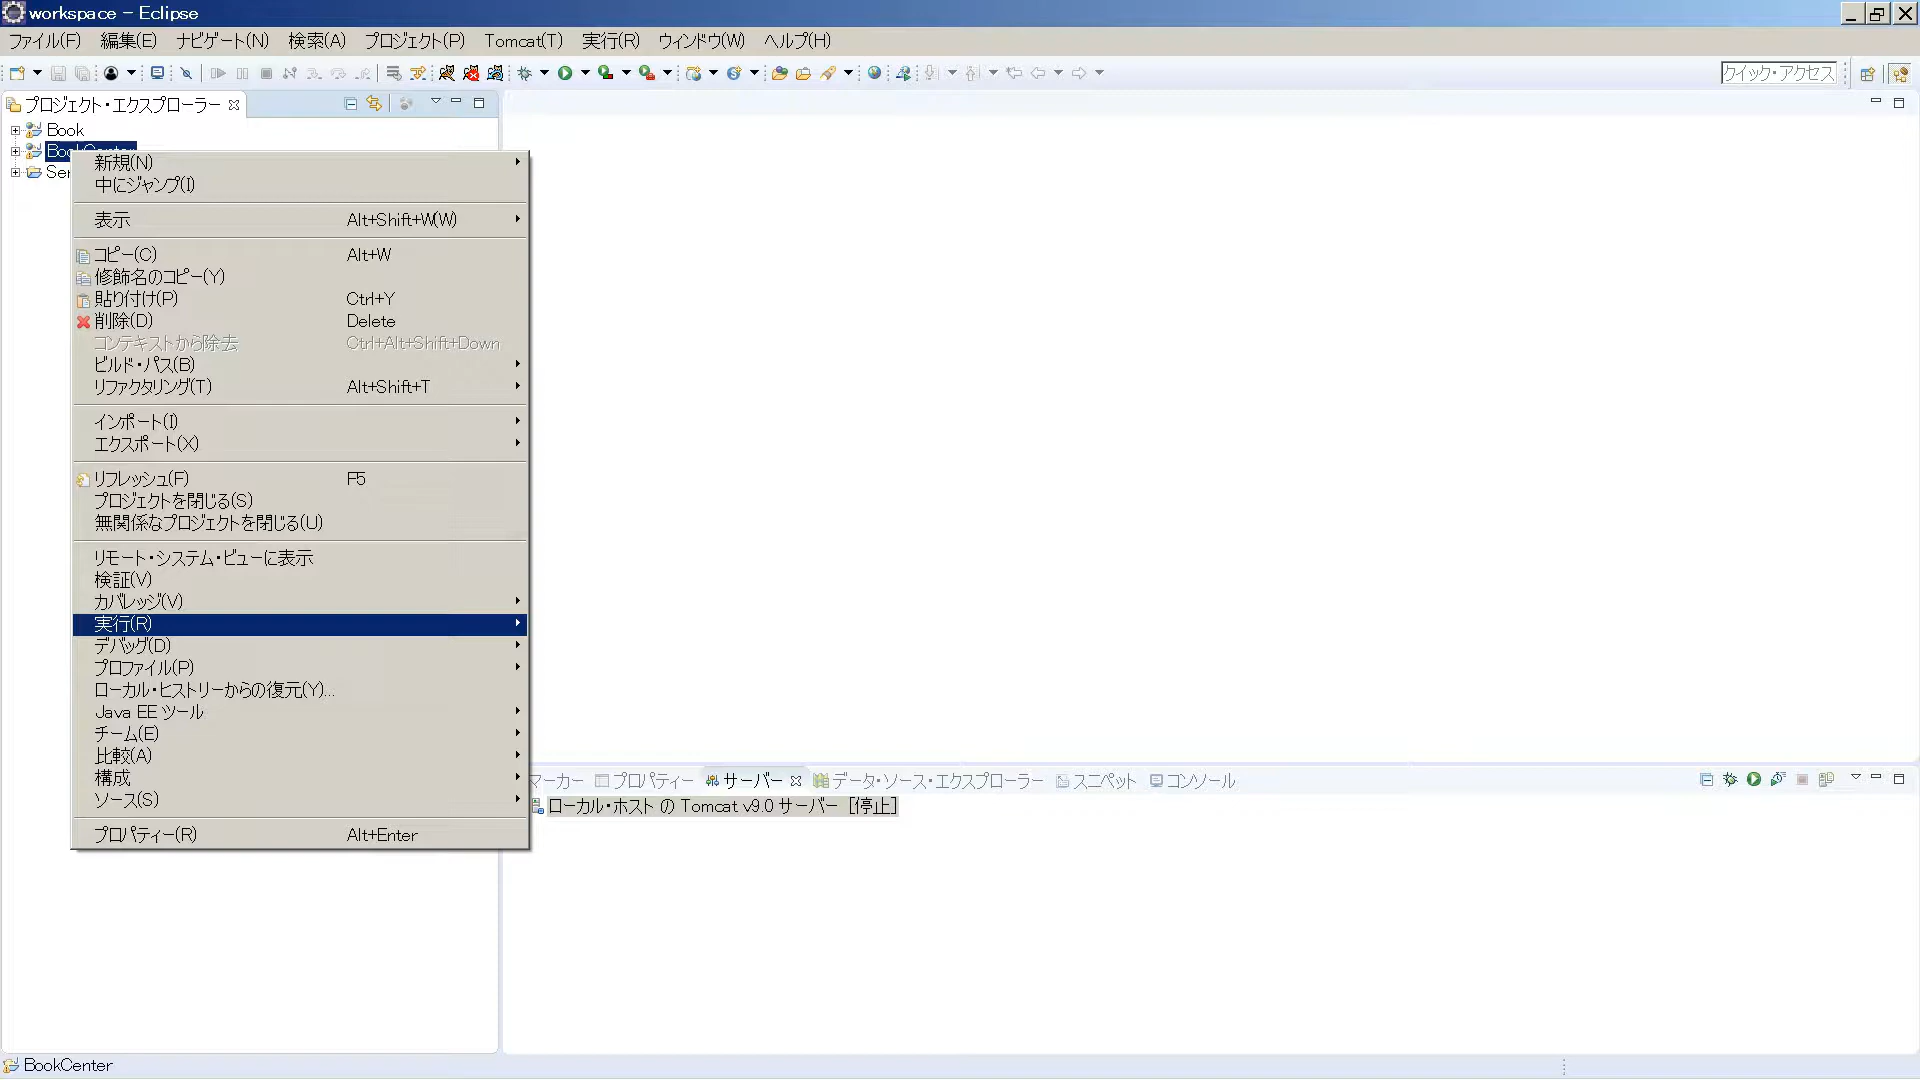 workspace - Eclipse
ファイル(F) 編集(E) ナビゲート(N) 検索(A) プロジェクト(P) Tomcat(T) 実行(R) ウィンドウ(W) ヘルプ(H)
クイック・アクセス
プロジェクト・エクスプローラー
Book
BookCenter
Ser
新規(N)
中にジャンプ(I)
表示 Alt+Shift+W(W)
コピー(C) Alt+W
修飾名のコピー(Y)
貼り付け(P) Ctrl+Y
削除(D) Delete
コンテキストから除去 Ctrl+Alt+Shift+Down
ビルド・パス(B)
リファクタリング(T) Alt+Shift+T
インポート(I)
エクスポート(X)
リフレッシュ(F) F5
プロジェクトを閉じる(S)
無関係なプロジェクトを閉じる(U)
リモート・システム・ビューに表示
検証(V)
カバレッジ(V)
実行(R)
デバッグ(D)
プロファイル(P)
ローカル・ヒストリーからの復元(Y)...
Java EE ツール
チーム(E)
比較(A)
構成
ソース(S)
プロパティー(R) Alt+Enter
マーカー プロパティー サーバー データ・ソース・エクスプローラー スニペット コンソール
ローカル・ホスト の Tomcat v9.0 サーバー [停止]
BookCenter